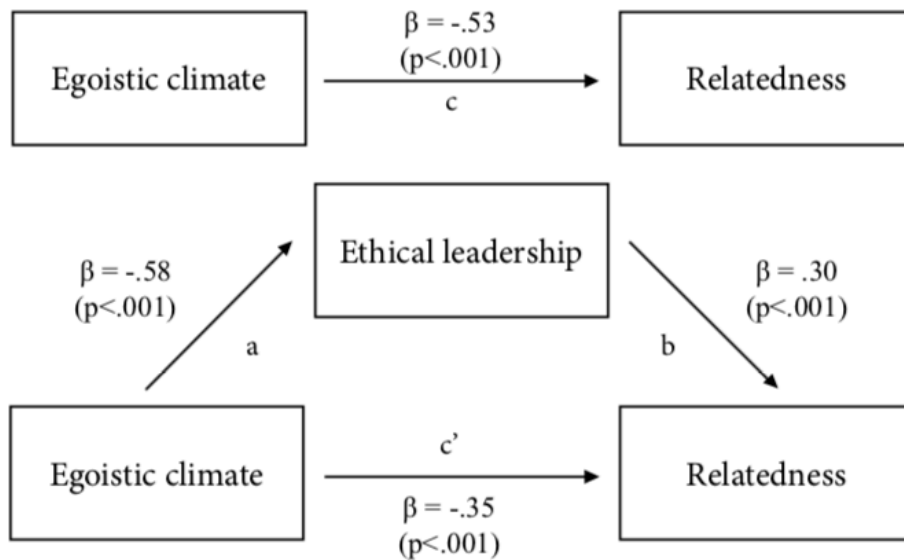 β = -.53
(p<.001)
Egoistic climate
Relatedness
c
Ethical leadership
β = -.58
(p<.001)
β = .30
(p<.001)
a
b
Egoistic climate
c’
Relatedness
β = -.35
(p<.001)